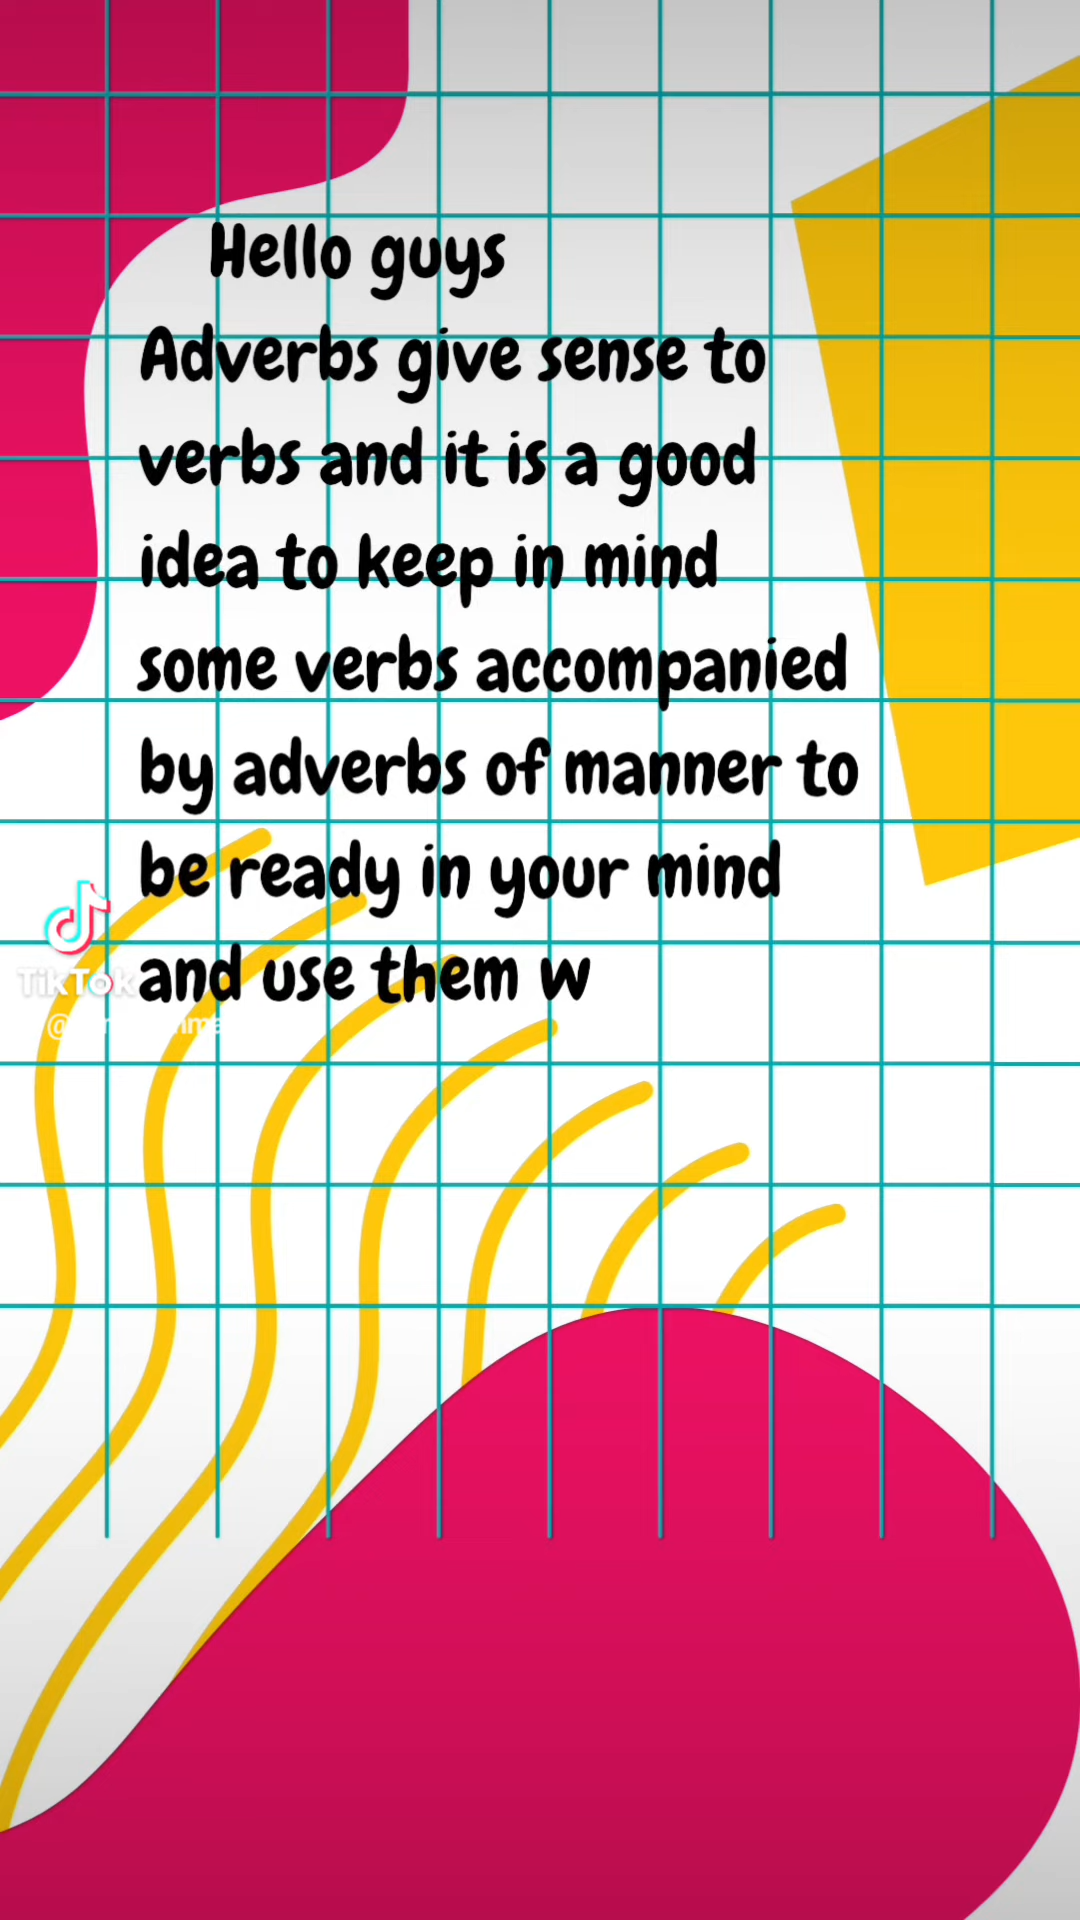 Hello guys
Adverbs give sense to
verbs and it is a good
idea to keep in mind
some verbs accompanied
by adverbs of manner to
be ready in your mind
and use them w
TikTok